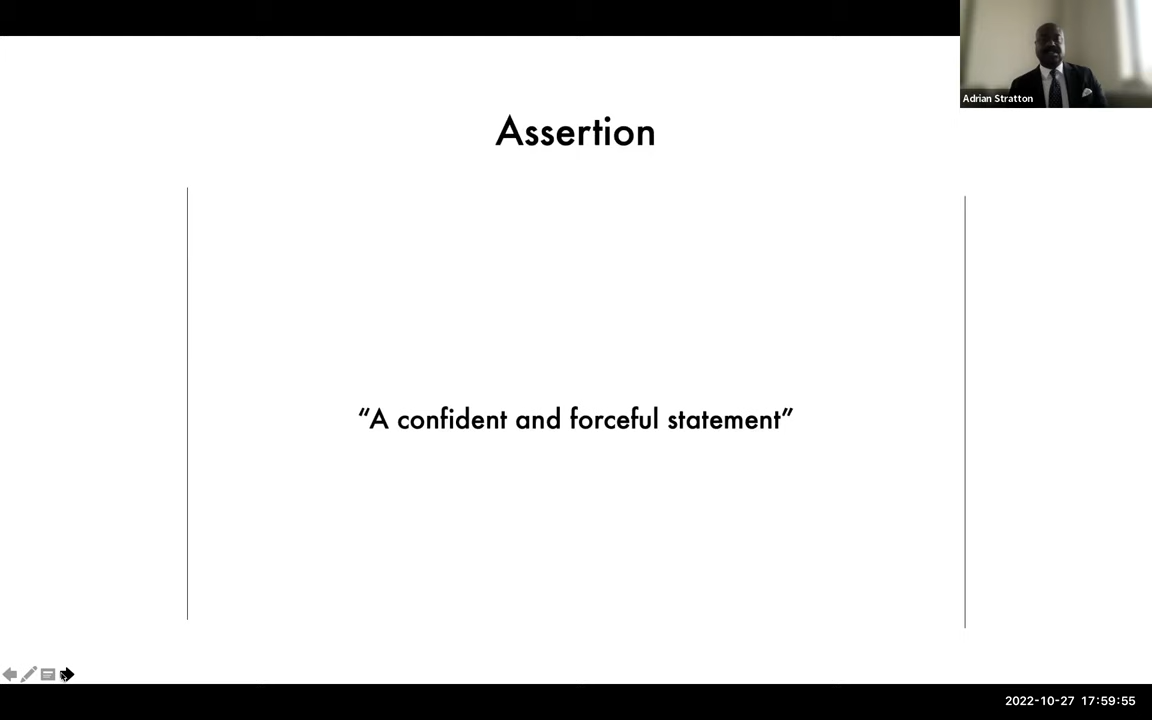 Adrian Stratton
Assertion
“A confident and forceful statement”
2022-10-27 17:59:55